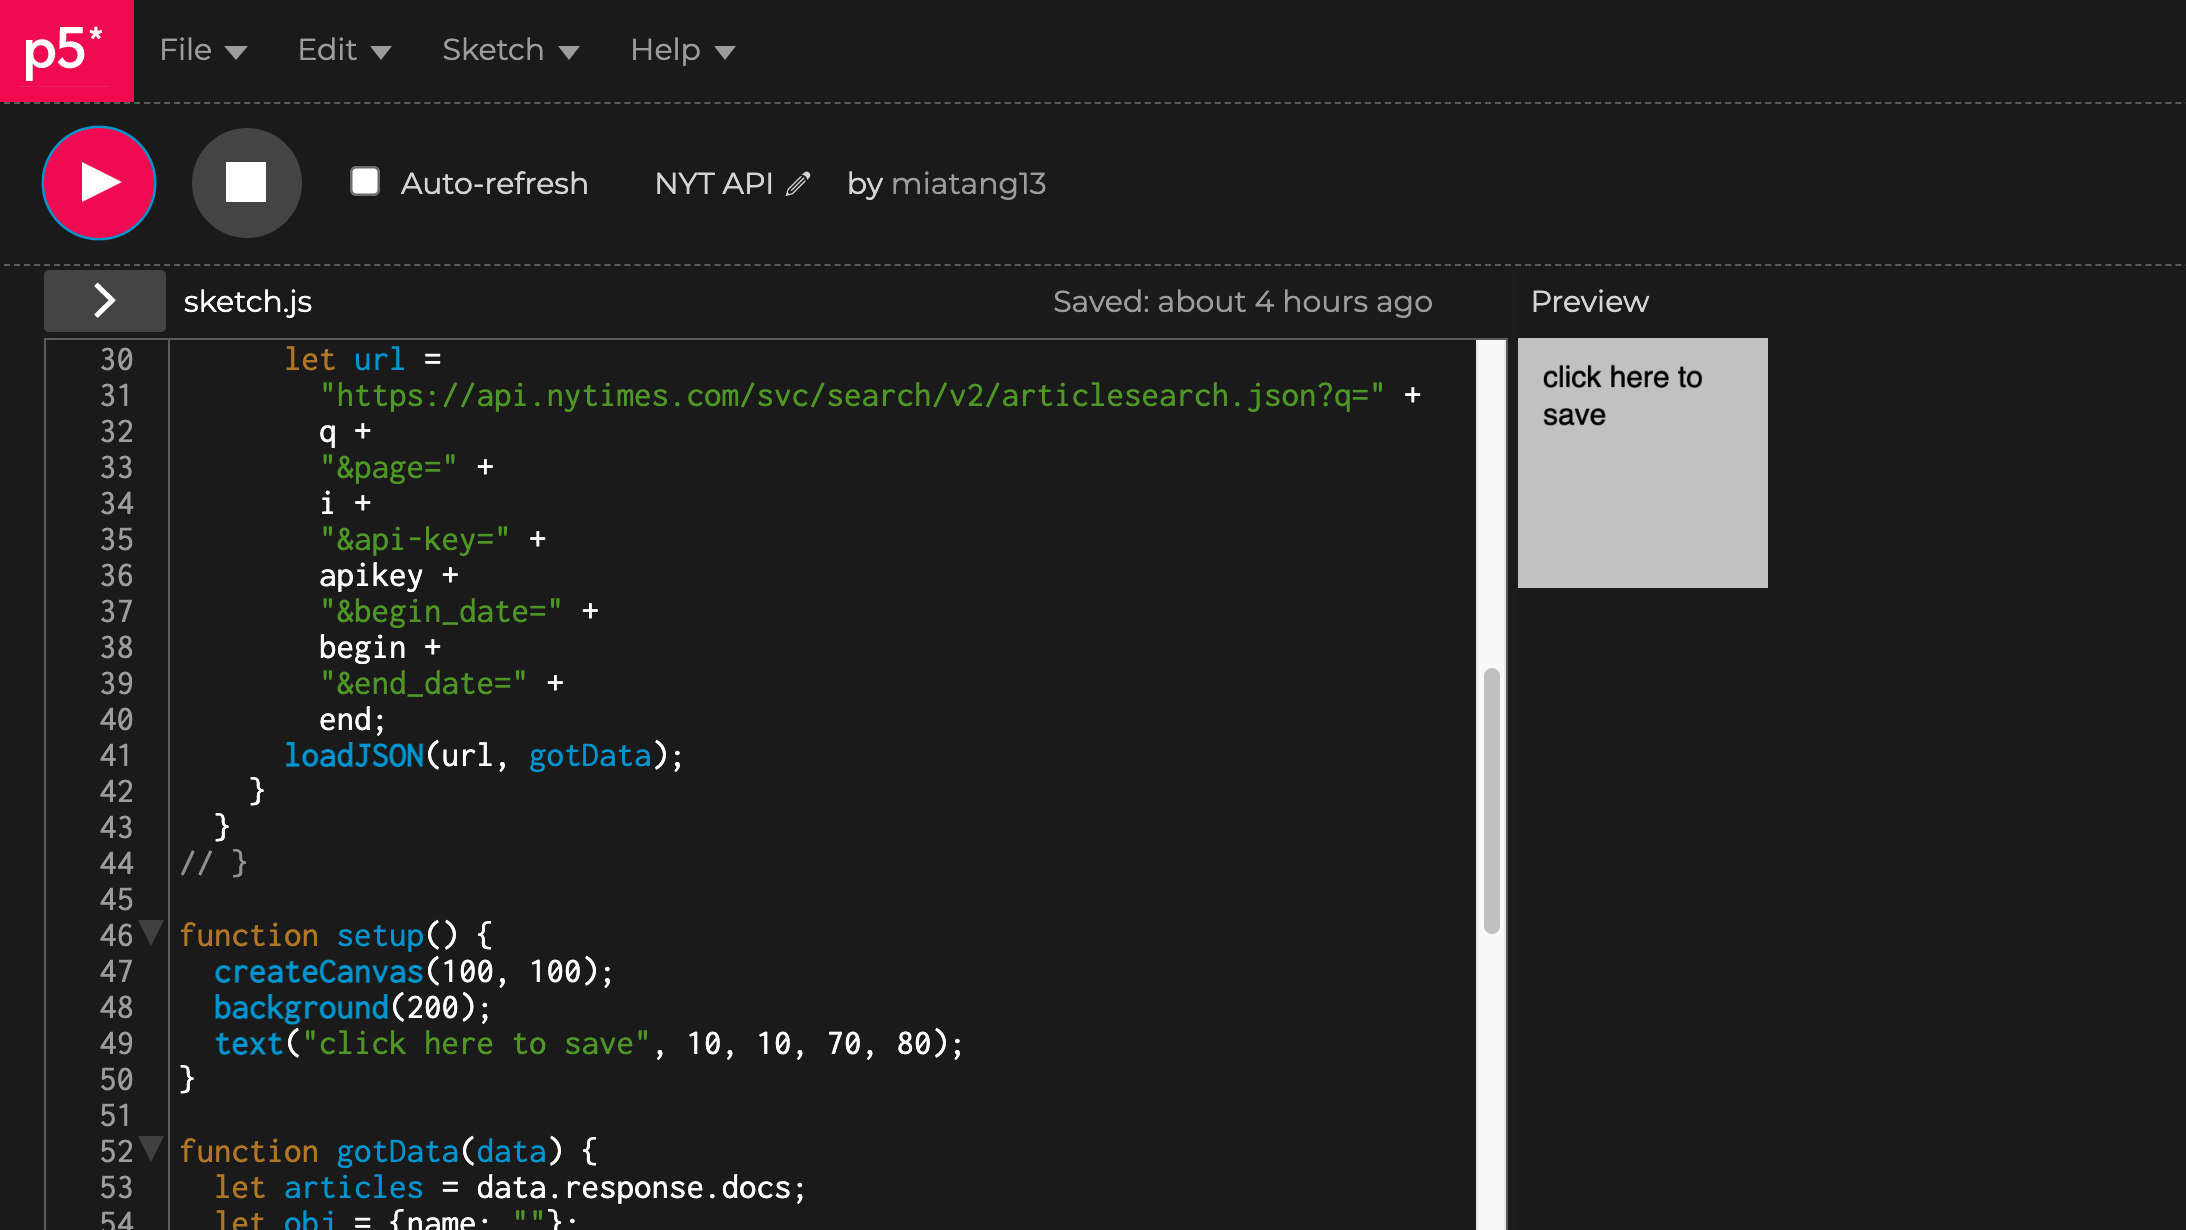 p5*
File Edit Sketch Help
Auto-refresh NYT API by miatang13
sketch.js Saved: about 4 hours ago Preview
30 let url =
31 "https://api.nytimes.com/svc/search/v2/articlesearch.json?q=" +
32 q +
33 "&page=" +
34 i +
35 "&api-key=" +
36 apikey +
37 "&begin_date=" +
38 begin +
39 "&end_date=" +
40 end;
41 loadJSON(url, gotData);
42 }
43 }
44 // }
45
46 function setup() {
47 createCanvas(100, 100);
48 background(200);
49 text("click here to save", 10, 10, 70, 80);
50 }
51
52 function gotData(data) {
53 let articles = data.response.docs;
54 let obj = {name: ""};
click here to
save